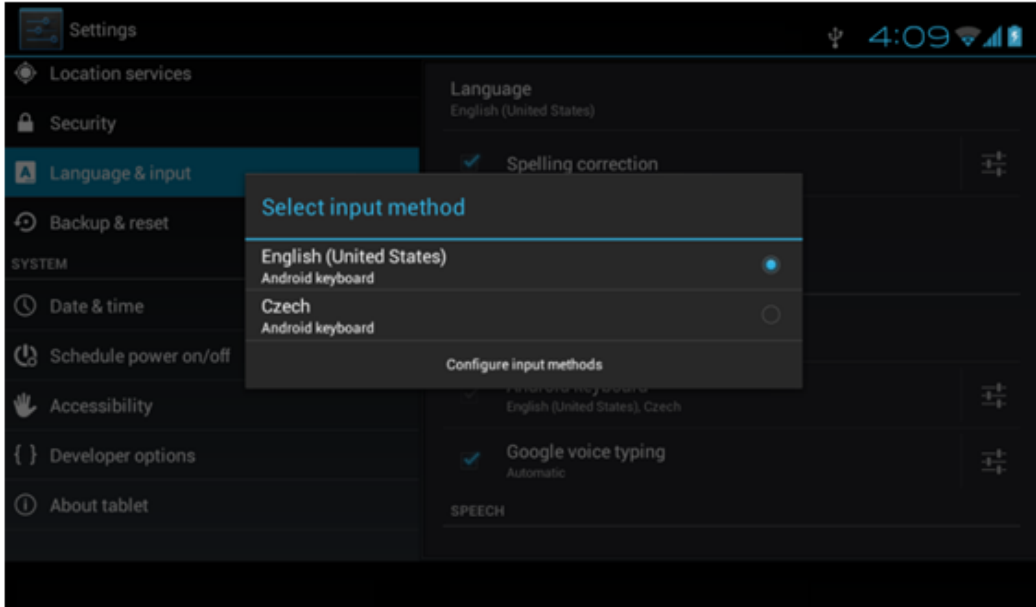 Settings
4:09
Location services
Security
Language & input
Backup & reset
SYSTEM
Date & time
Schedule power on/off
Accessibility
{ } Developer options
About tablet
Language
English (United States)
Spelling correction
Select input method
English (United States)
Android keyboard
Czech
Android keyboard
Configure input methods
Android keyboard
English (United States), Czech
Google voice typing
Automatic
SPEECH